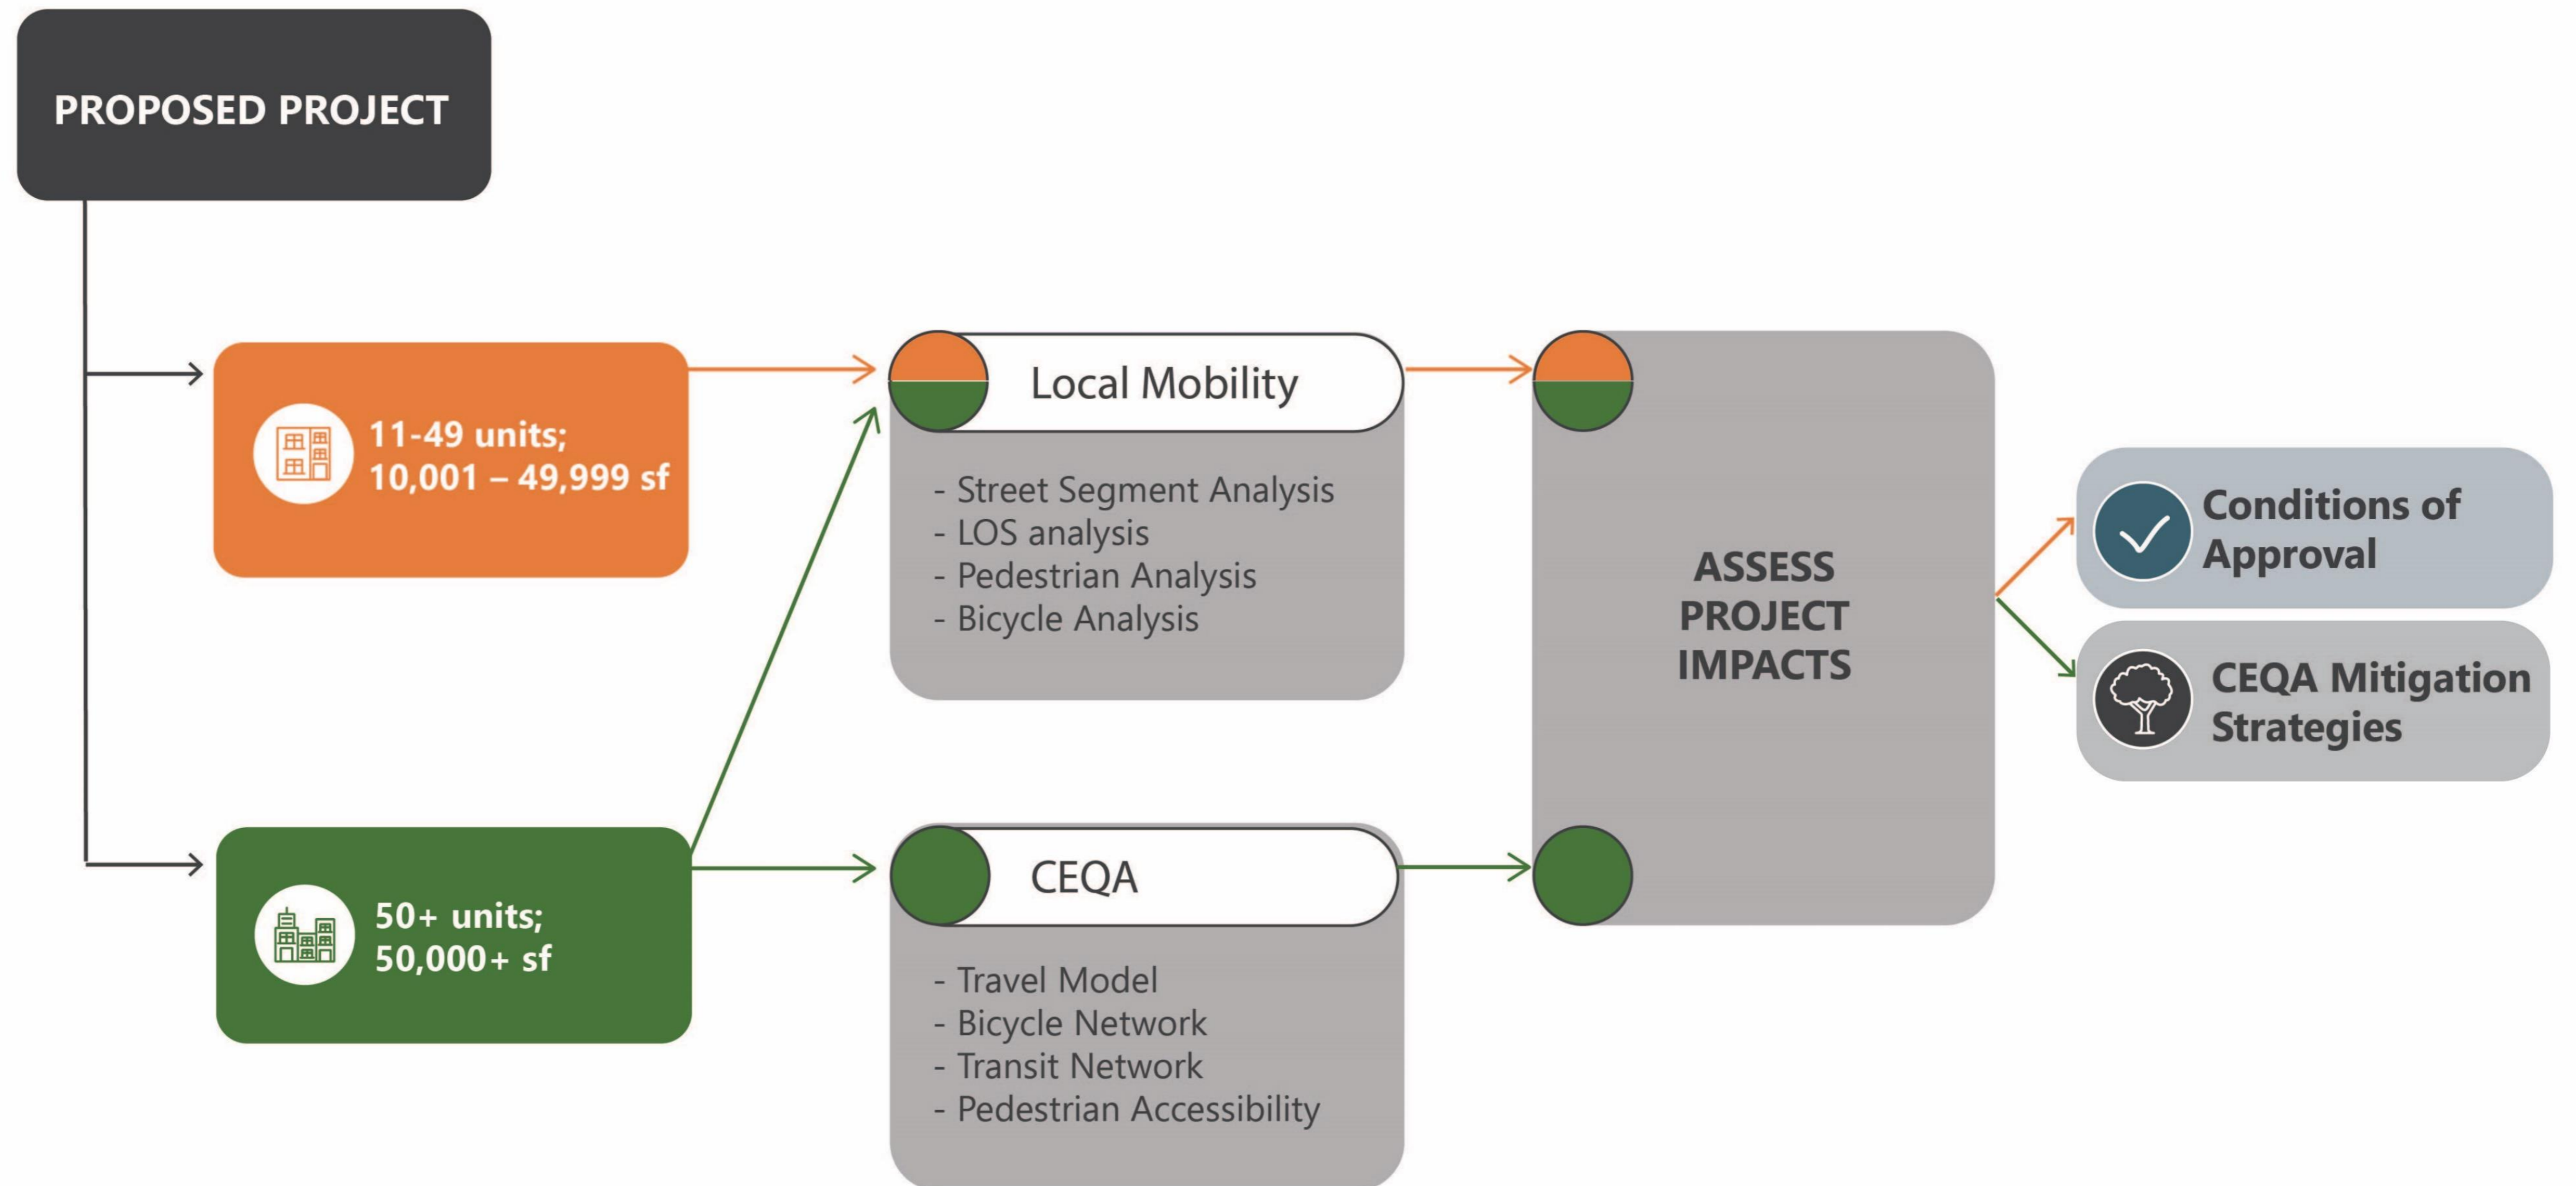 PROPOSED PROJECT
11-49 units;
10,001 – 49,999 sf
50+ units;
50,000+ sf
Local Mobility
- Street Segment Analysis
- LOS analysis
- Pedestrian Analysis
- Bicycle Analysis
CEQA
- Travel Model
- Bicycle Network
- Transit Network
- Pedestrian Accessibility
ASSESS
PROJECT
IMPACTS
Conditions of
Approval
CEQA Mitigation
Strategies